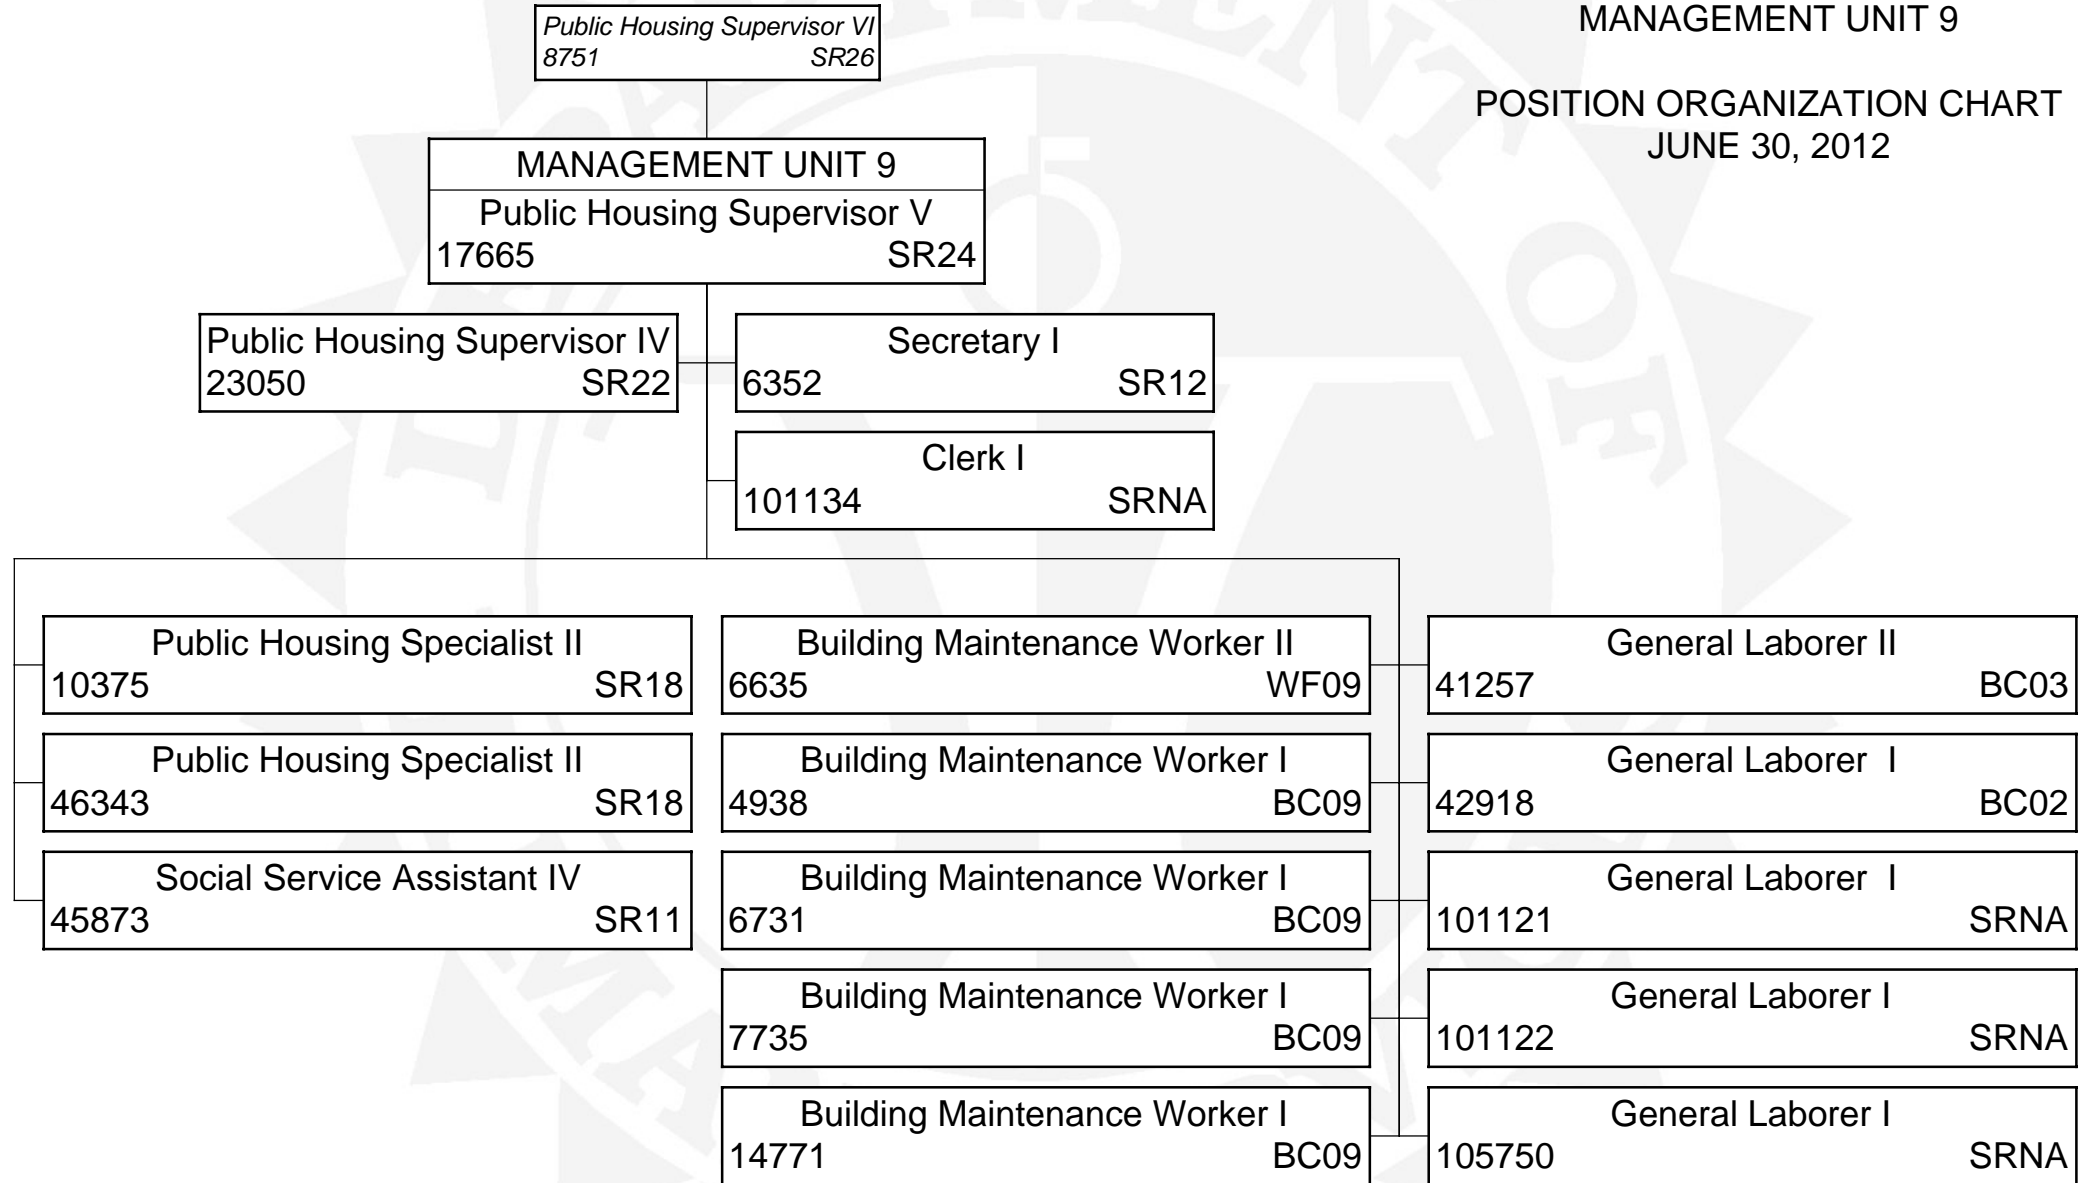 Public Housing Supervisor VI
8751 SR26
MANAGEMENT UNIT 9
POSITION ORGANIZATION CHART
JUNE 30, 2012
MANAGEMENT UNIT 9
Public Housing Supervisor V
17665 SR24
Public Housing Supervisor IV
23050 SR22
Secretary I
6352 SR12
Clerk I
101134 SRNA
Public Housing Specialist II
10375 SR18
Public Housing Specialist II
46343 SR18
Social Service Assistant IV
45873 SR11
Building Maintenance Worker II
6635 WF09
Building Maintenance Worker I
4938 BC09
Building Maintenance Worker I
6731 BC09
Building Maintenance Worker I
7735 BC09
Building Maintenance Worker I
14771 BC09
General Laborer II
41257 BC03
General Laborer I
42918 BC02
General Laborer I
101121 SRNA
General Laborer I
101122 SRNA
General Laborer I
105750 SRNA